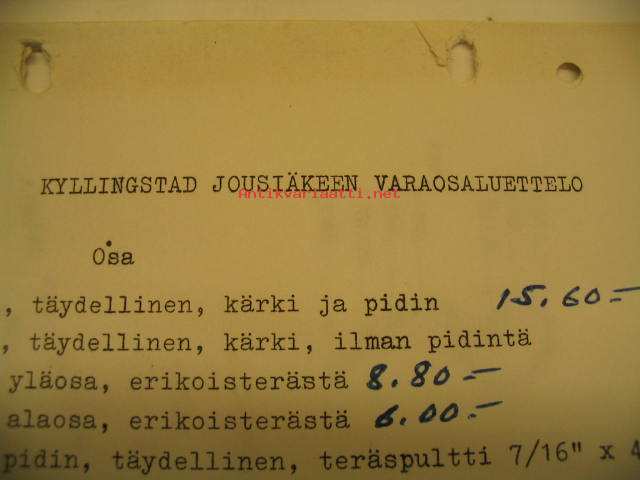 KYLLINGSTAD JOUSIÄKEEN VARAOSALUETTELO
Antikvariaatti.net
Osa
, täydellinen, kärki ja pidin 15.60.-
, täydellinen, kärki, ilman pidintä
yläosa, erikoisterästä 8.80.-
alaosa, erikoisterästä 6.00.-
pidin, täydellinen, teräspultti 7/16" x 4